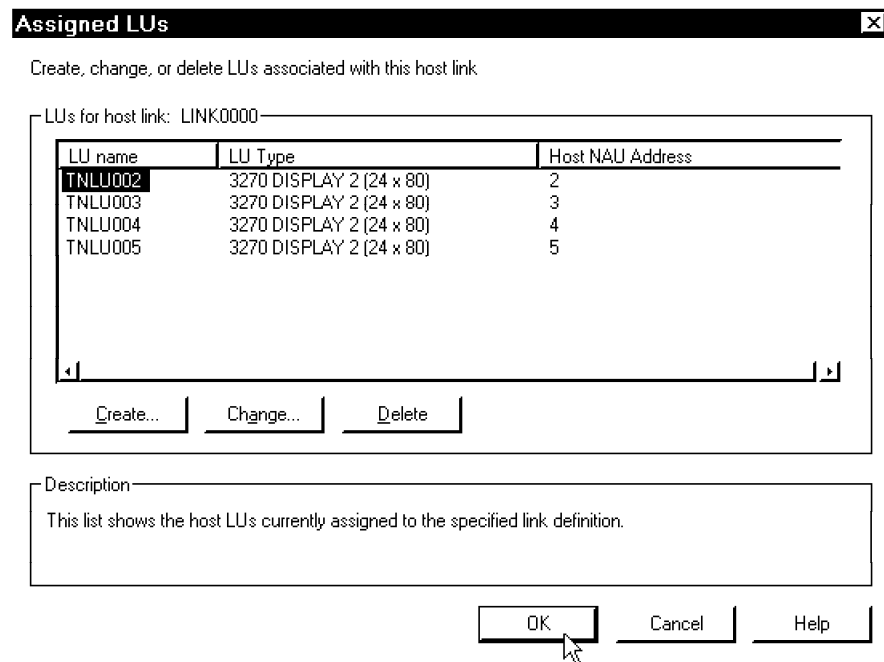 Assigned LUs
Create, change, or delete LUs associated with this host link
LUs for host link: LINK0000
LU name LU Type Host NAU Address
TNLU002 3270 DISPLAY 2 (24 x 80) 2
TNLU003 3270 DISPLAY 2 (24 x 80) 3
TNLU004 3270 DISPLAY 2 (24 x 80) 4
TNLU005 3270 DISPLAY 2 (24 x 80) 5
Create... Change... Delete
Description
This list shows the host LUs currently assigned to the specified link definition.
OK Cancel Help